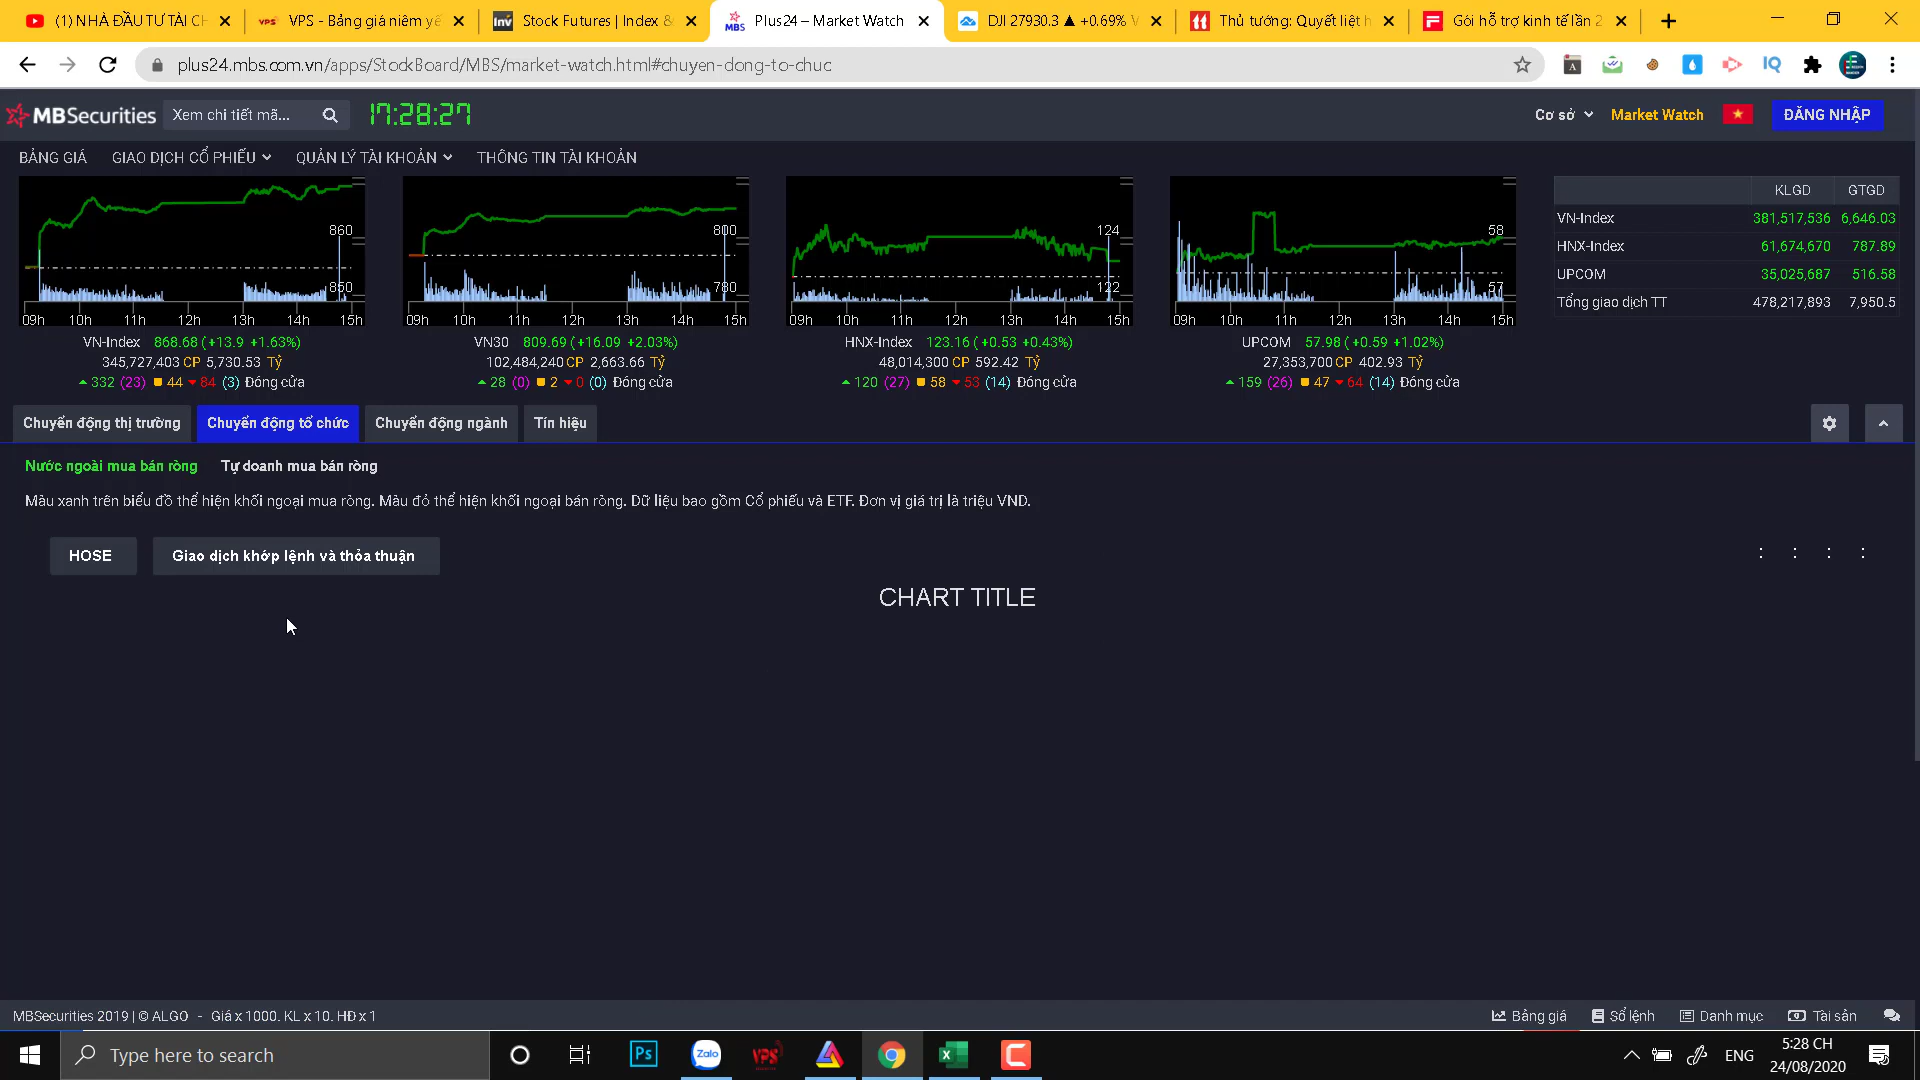 (1) NHÀ ĐẦU TƯ TÀI CH
VPS - Bảng giá niêm yế
Stock Futures | Index &
Plus24 – Market Watch
DJI 27930.3 ▲ +0.69% V
Thủ tướng: Quyết liệt h
Gói hỗ trợ kinh tế lần 2
plus24.mbs.com.vn/apps/StockBoard/MBS/market-watch.html#chuyen-dong-to-chuc
MBSecurities
Xem chi tiết mã...
17:28:27
Cơ sở
Market Watch
ĐĂNG NHẬP
BẢNG GIÁ
GIAO DỊCH CỔ PHIẾU
QUẢN LÝ TÀI KHOẢN
THÔNG TIN TÀI KHOẢN
860
850
09h 10h 11h 12h 13h 14h 15h
VN-Index 868.68 (+13.9 +1.63%)
345,727,403 CP 5,730.53 Tỷ
332 (23) 44 84 (3) Đóng cửa
800
780
09h 10h 11h 12h 13h 14h 15h
VN30 809.69 (+16.09 +2.03%)
102,484,240 CP 2,663.66 Tỷ
28 (0) 2 0 (0) Đóng cửa
124
122
09h 10h 11h 12h 13h 14h 15h
HNX-Index 123.16 (+0.53 +0.43%)
48,014,300 CP 592.42 Tỷ
120 (27) 58 53 (14) Đóng cửa
58
57
09h 10h 11h 12h 13h 14h 15h
UPCOM 57.98 (+0.59 +1.02%)
27,353,700 CP 402.93 Tỷ
159 (26) 47 64 (14) Đóng cửa
KLGD GTGD
VN-Index 381,517,536 6,646.03
HNX-Index 61,674,670 787.89
UPCOM 35,025,687 516.58
Tổng giao dịch TT 478,217,893 7,950.5
Chuyển động thị trường
Chuyển động tổ chức
Chuyển động ngành
Tín hiệu
Nước ngoài mua bán ròng
Tự doanh mua bán ròng
Màu xanh trên biểu đồ thể hiện khối ngoại mua ròng. Màu đỏ thể hiện khối ngoại bán ròng. Dữ liệu bao gồm Cổ phiếu và ETF. Đơn vị giá trị là triệu VND.
HOSE
Giao dịch khớp lệnh và thỏa thuận
: : : :
CHART TITLE
MBSecurities 2019 | © ALGO - Giá x 1000. KL x 10. HĐ x 1
Bảng giá
Sổ lệnh
Danh mục
Tài sản
Type here to search
Ps
Zalo
VPS
ENG
5:28 CH
24/08/2020